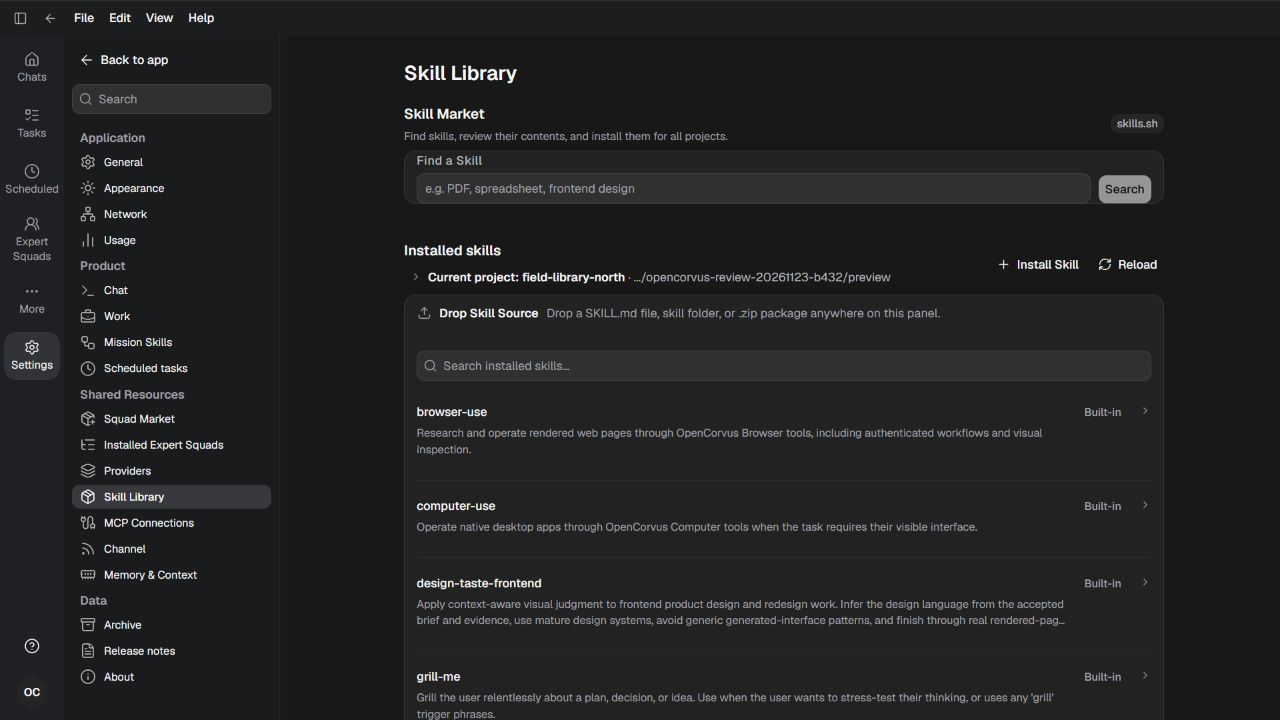 File Edit View Help
Chats
Tasks
Scheduled
Expert
Squads
More
Settings
OC
Back to app
Search
Application
General
Appearance
Network
Usage
Product
Chat
Work
Mission Skills
Scheduled tasks
Shared Resources
Squad Market
Installed Expert Squads
Providers
Skill Library
MCP Connections
Channel
Memory & Context
Data
Archive
Release notes
About
Skill Library
Skill Market
Find skills, review their contents, and install them for all projects.
skills.sh
Find a Skill
e.g. PDF, spreadsheet, frontend design
Search
Installed skills
Current project: field-library-north · .../opencorvus-review-20261123-b432/preview
Install Skill
Reload
Drop Skill Source Drop a SKILL.md file, skill folder, or .zip package anywhere on this panel.
Search installed skills...
browser-use
Built-in
Research and operate rendered web pages through OpenCorvus Browser tools, including authenticated workflows and visual
inspection.
computer-use
Built-in
Operate native desktop apps through OpenCorvus Computer tools when the task requires their visible interface.
design-taste-frontend
Built-in
Apply context-aware visual judgment to frontend product design and redesign work. Infer the design language from the accepted
brief and evidence, use mature design systems, avoid generic generated-interface patterns, and finish through real rendered-pag...
grill-me
Built-in
Grill the user relentlessly about a plan, decision, or idea. Use when the user wants to stress-test their thinking, or uses any 'grill'
trigger phrases.